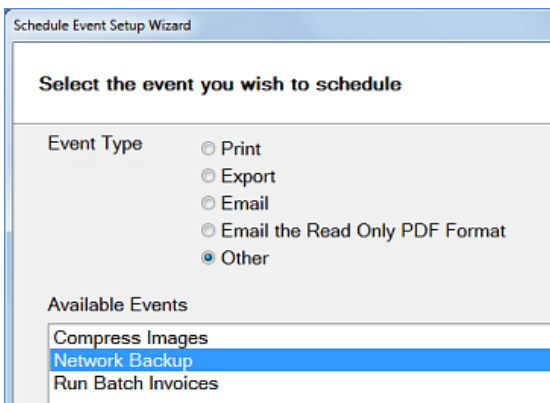 Schedule Event Setup Wizard
Select the event you wish to schedule
Event Type
Print
Export
Email
Email the Read Only PDF Format
Other
Available Events
Compress Images
Network Backup
Run Batch Invoices